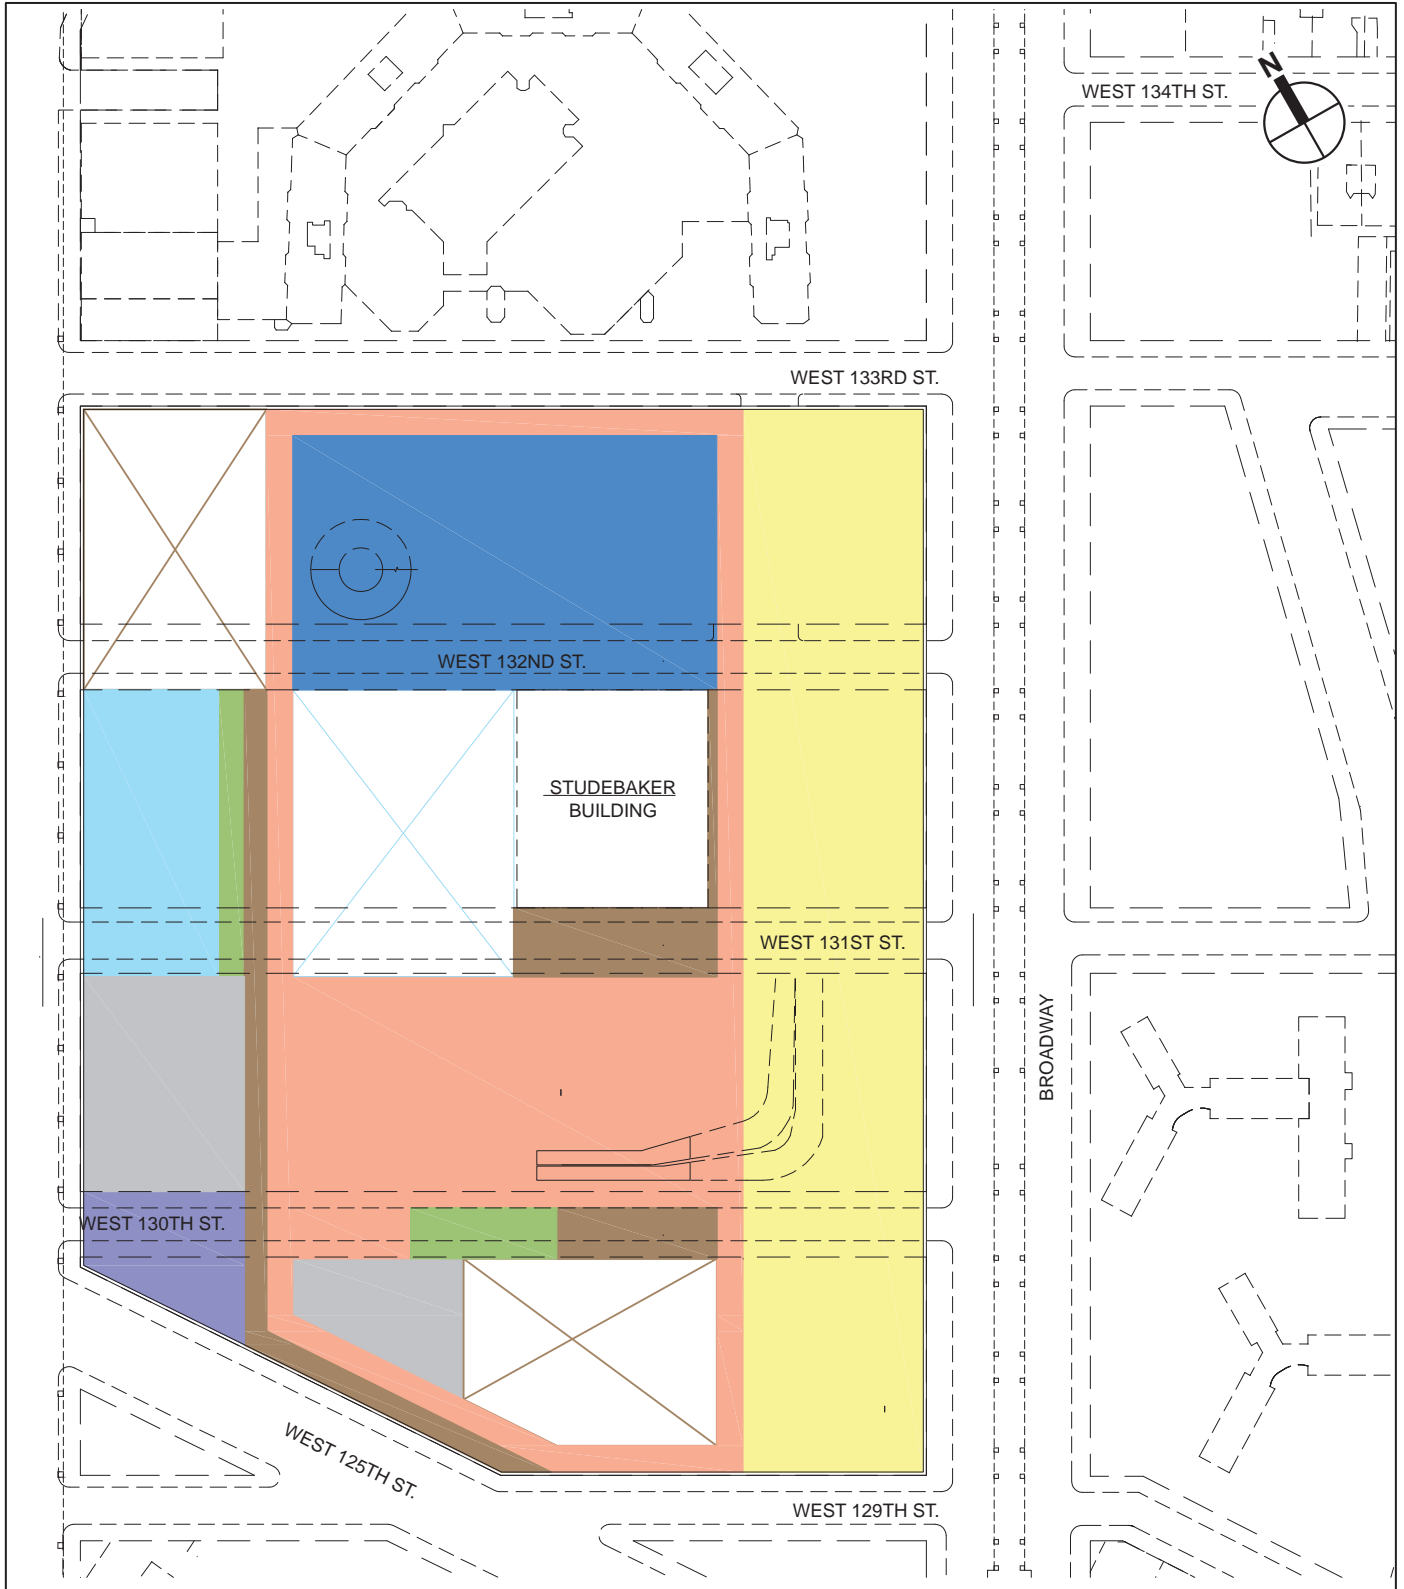 N
WEST 134TH ST.
WEST 133RD ST.
WEST 132ND ST.
STUDEBAKER
BUILDING
WEST 131ST ST.
BROADWAY
WEST 130TH ST.
WEST 125TH ST.
WEST 129TH ST.